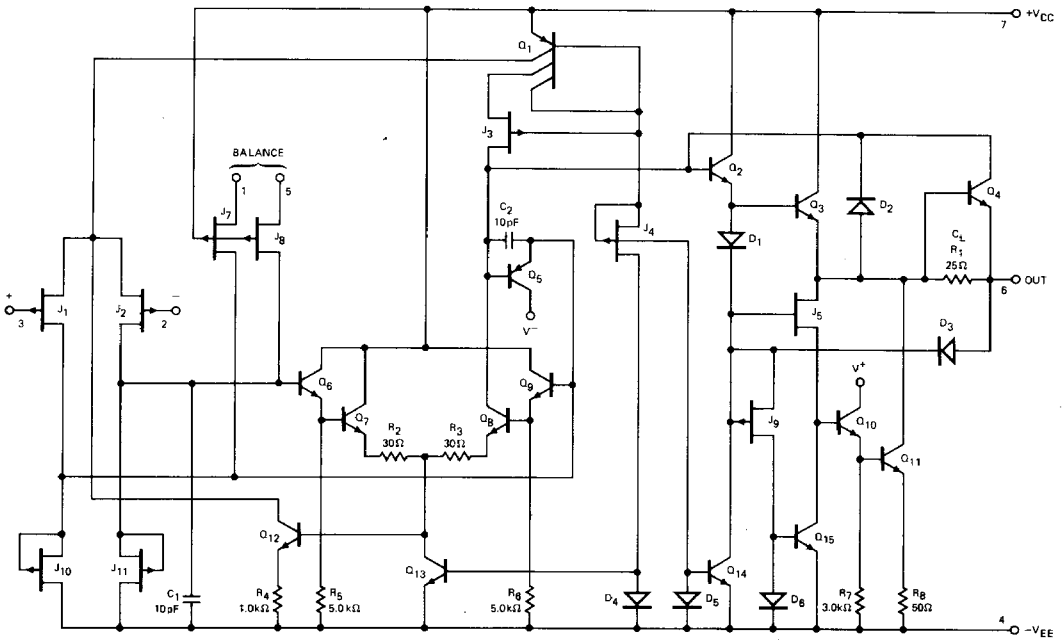 +VCC
7
Q1
J3
BALANCE
1
5
Q2
Q4
J7
C2
10pF
J4
Q3
D2
J8
D1
CL
R1
25Ω
OUT
6
+
3
J1
J2
−
2
Q5
V−
J5
D3
Q6
Q9
V+
Q7
R2
30Ω
R3
30Ω
Q8
J9
Q10
Q11
Q12
Q13
Q14
Q15
J10
J11
C1
10pF
R4
1.0kΩ
R5
5.0kΩ
R6
5.0kΩ
D4
D5
D6
R7
3.0kΩ
R8
50Ω
4
−VEE